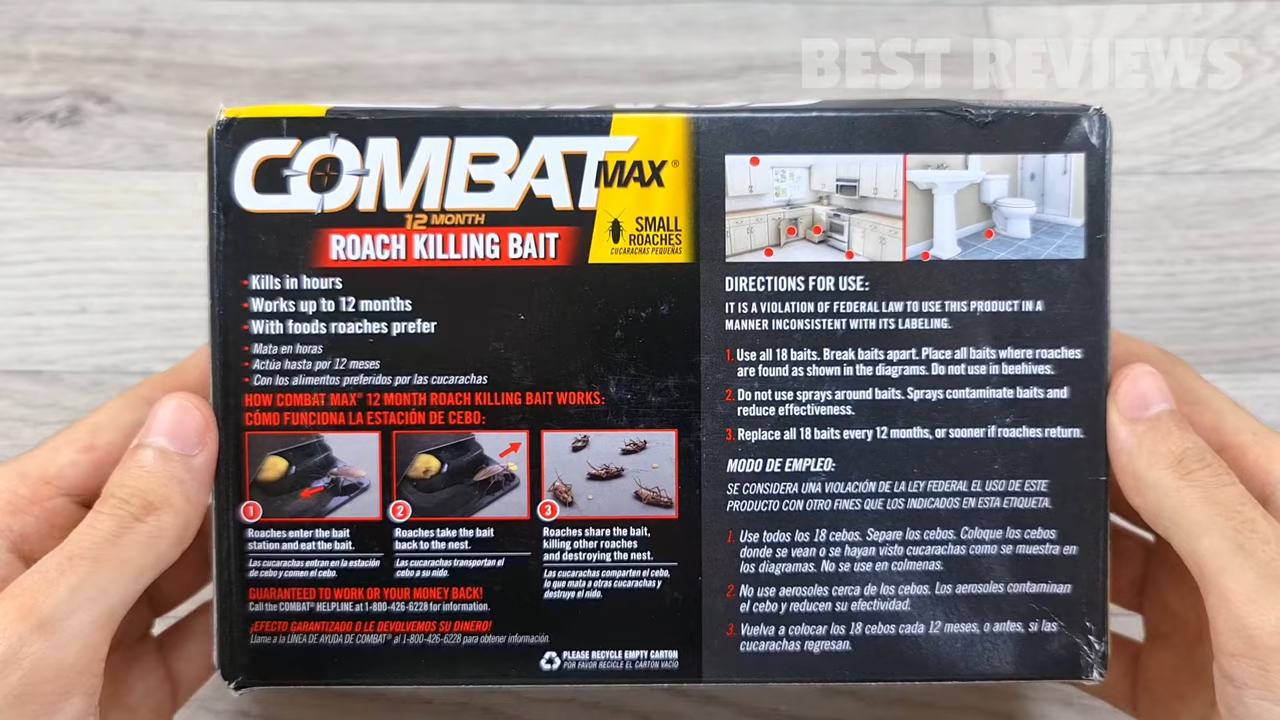 BEST REVIEWS
COMBAT MAX®
12 MONTH
ROACH KILLING BAIT
SMALL
ROACHES
CUCARACHAS PEQUEÑAS
• Kills in hours
• Works up to 12 months
• With foods roaches prefer
• Mata en horas
• Actúa hasta por 12 meses
• Con los alimentos preferidos por las cucarachas
HOW COMBAT MAX® 12 MONTH ROACH KILLING BAIT WORKS:
CÓMO FUNCIONA LA ESTACIÓN DE CEBO:
1
Roaches enter the bait
station and eat the bait.
Las cucarachas entran en la estación
de cebo y comen el cebo.
2
Roaches take the bait
back to the nest.
Las cucarachas transportan el
cebo a su nido.
3
Roaches share the bait,
killing other roaches
and destroying the nest.
Las cucarachas comparten el cebo,
lo que mata a otras cucarachas y
destruye el nido.
GUARANTEED TO WORK OR YOUR MONEY BACK!
Call the COMBAT® HELPLINE at 1-800-426-6228 for information.
¡EFECTO GARANTIZADO O LE DEVOLVEMOS SU DINERO!
Llame a la LÍNEA DE AYUDA DE COMBAT® al 1-800-426-6228 para obtener información.
PLEASE RECYCLE EMPTY CARTON
POR FAVOR RECICLE EL CARTON VACÍO
DIRECTIONS FOR USE:
IT IS A VIOLATION OF FEDERAL LAW TO USE THIS PRODUCT IN A
MANNER INCONSISTENT WITH ITS LABELING.
1. Use all 18 baits. Break baits apart. Place all baits where roaches
are found as shown in the diagrams. Do not use in beehives.
2. Do not use sprays around baits. Sprays contaminate baits and
reduce effectiveness.
3. Replace all 18 baits every 12 months, or sooner if roaches return.
MODO DE EMPLEO:
SE CONSIDERA UNA VIOLACIÓN DE LA LEY FEDERAL EL USO DE ESTE
PRODUCTO CON OTRO FINES QUE LOS INDICADOS EN ESTA ETIQUETA.
1. Use todos los 18 cebos. Separe los cebos. Coloque los cebos
donde se vean o se hayan visto cucarachas como se muestra en
los diagramas. No se use en colmenas.
2. No use aerosoles cerca de los cebos. Los aerosoles contaminan
el cebo y reducen su efectividad.
3. Vuelva a colocar los 18 cebos cada 12 meses, o antes, si las
cucarachas regresan.